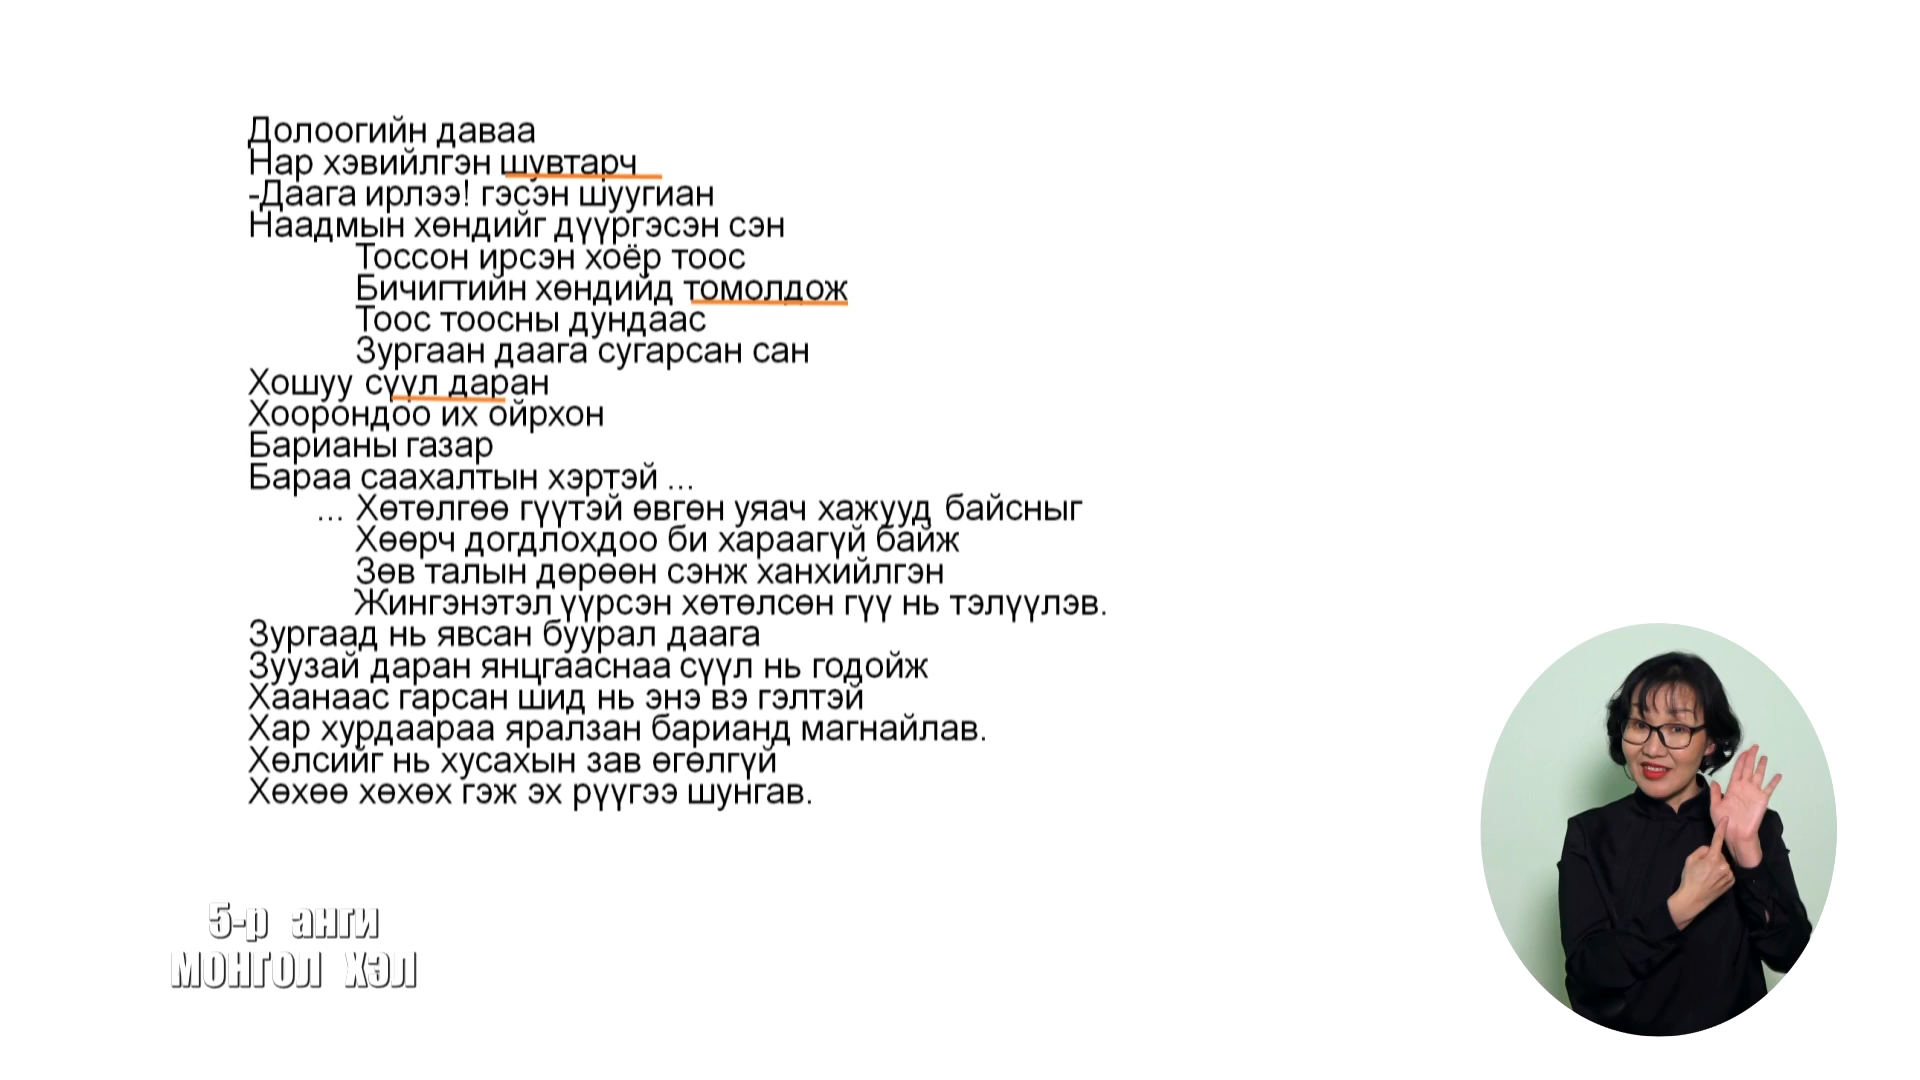 Долоогийн даваа
Нар хэвийлгэн шувтарч
-Даага ирлээ! гэсэн шуугиан
Наадмын хөндийг дүүргэсэн сэн
Тоссон ирсэн хоёр тоос
Бичигтийн хөндийд томолдож
Тоос тоосны дундаас
Зургаан даага сугарсан сан
Хошуу сүүл даран
Хоорондоо их ойрхон
Барианы газар
Бараа саахалтын хэртэй ...
... Хөтөлгөө гүүтэй өвгөн уяач хажууд байсныг
Хөөрч догдлохдоо би хараагүй байж
Зөв талын дөрөөн сэнж ханхийлгэн
Жингэнэтэл үүрсэн хөтөлсөн гүү нь тэлүүлэв.
Зургаад нь явсан буурал даага
Зуузай даран янцгааснаа сүүл нь годойж
Хаанаас гарсан шид нь энэ вэ гэлтэй
Хар хурдаараа яралзан барианд магнайлав.
Хөлсийг нь хусахын зав өгөлгүй
Хөхөө хөхөх гэж эх рүүгээ шунгав.
5-р анги
МОНГОЛ ХЭЛ